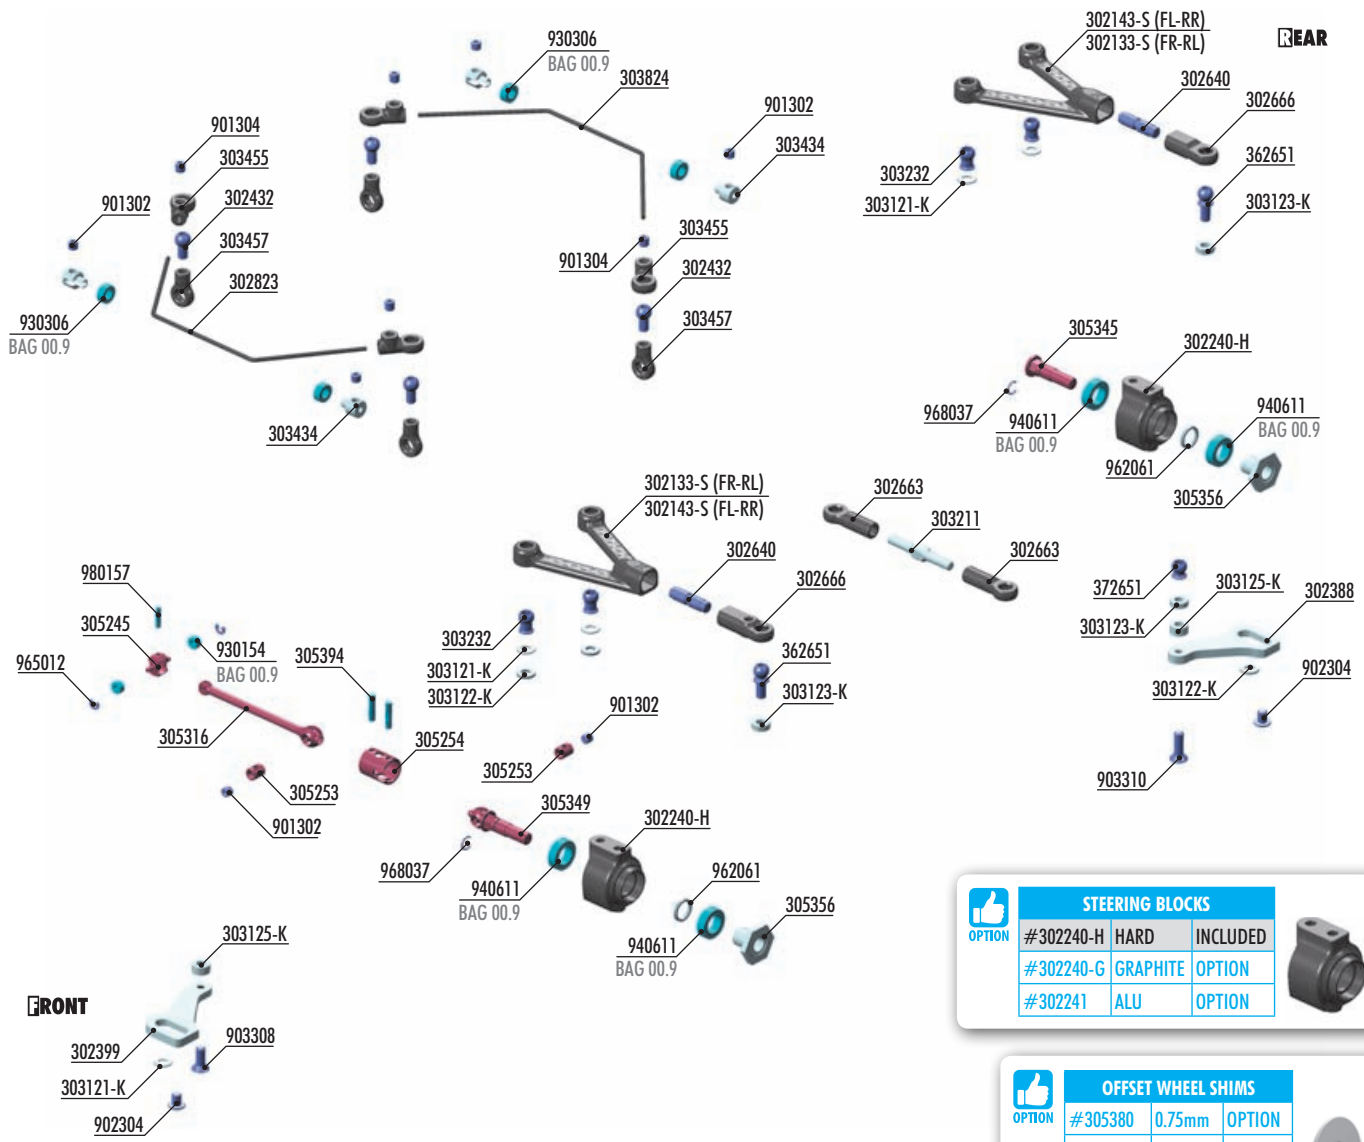 930306
BAG 00.9
303824
901302
303434
901304
303455
302432
901302
303457
302823
930306
BAG 00.9
303434
901304
303455
302432
303457
302143-S (FL-RR)
302133-S (FR-RL)
REAR
302640
302666
303232
303121-K
362651
303123-K
305345
302240-H
968037
940611
BAG 00.9
940611
BAG 00.9
962061
305356
302663
303211
302663
372651
303125-K
303123-K
302388
303122-K
902304
903310
302133-S (FR-RL)
302143-S (FL-RR)
302640
302666
303232
303121-K
303122-K
362651
303123-K
980157
305245
965012
930154
BAG 00.9
305394
305316
305254
305253
901302
901302
305253
305349
302240-H
968037
940611
BAG 00.9
962061
305356
940611
BAG 00.9
303125-K
FRONT
302399
903308
303121-K
902304
OPTION
STEERING BLOCKS
#302240-H HARD INCLUDED
#302240-G GRAPHITE OPTION
#302241 ALU OPTION
OPTION
OFFSET WHEEL SHIMS
#305380 0.75mm OPTION